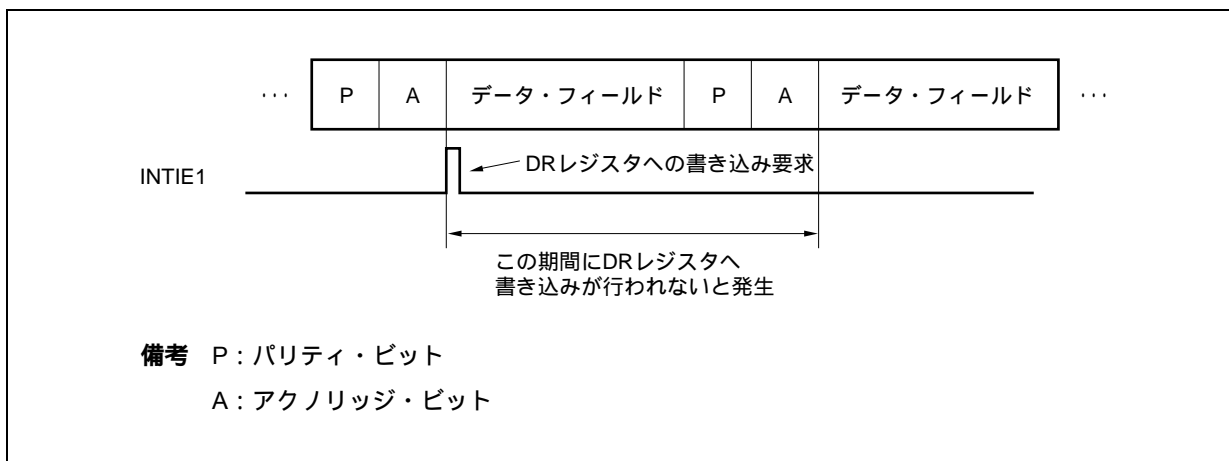 ... P A データ・フィールド P A データ・フィールド ...
INTIE1
DRレジスタへの書き込み要求
この期間にDRレジスタへ
書き込みが行われないと発生
備考 P：パリティ・ビット
A：アクノリッジ・ビット